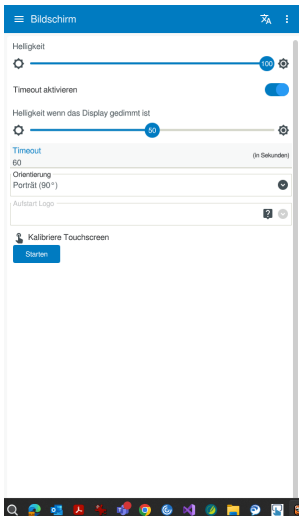 Bildschirm
Helligkeit
100
Timeout aktivieren
Helligkeit wenn das Display gedimmt ist
50
Timeout
60
(in Sekunden)
Orientierung
Porträt (90°)
Aufstart Logo
Kalibriere Touchscreen
Starten